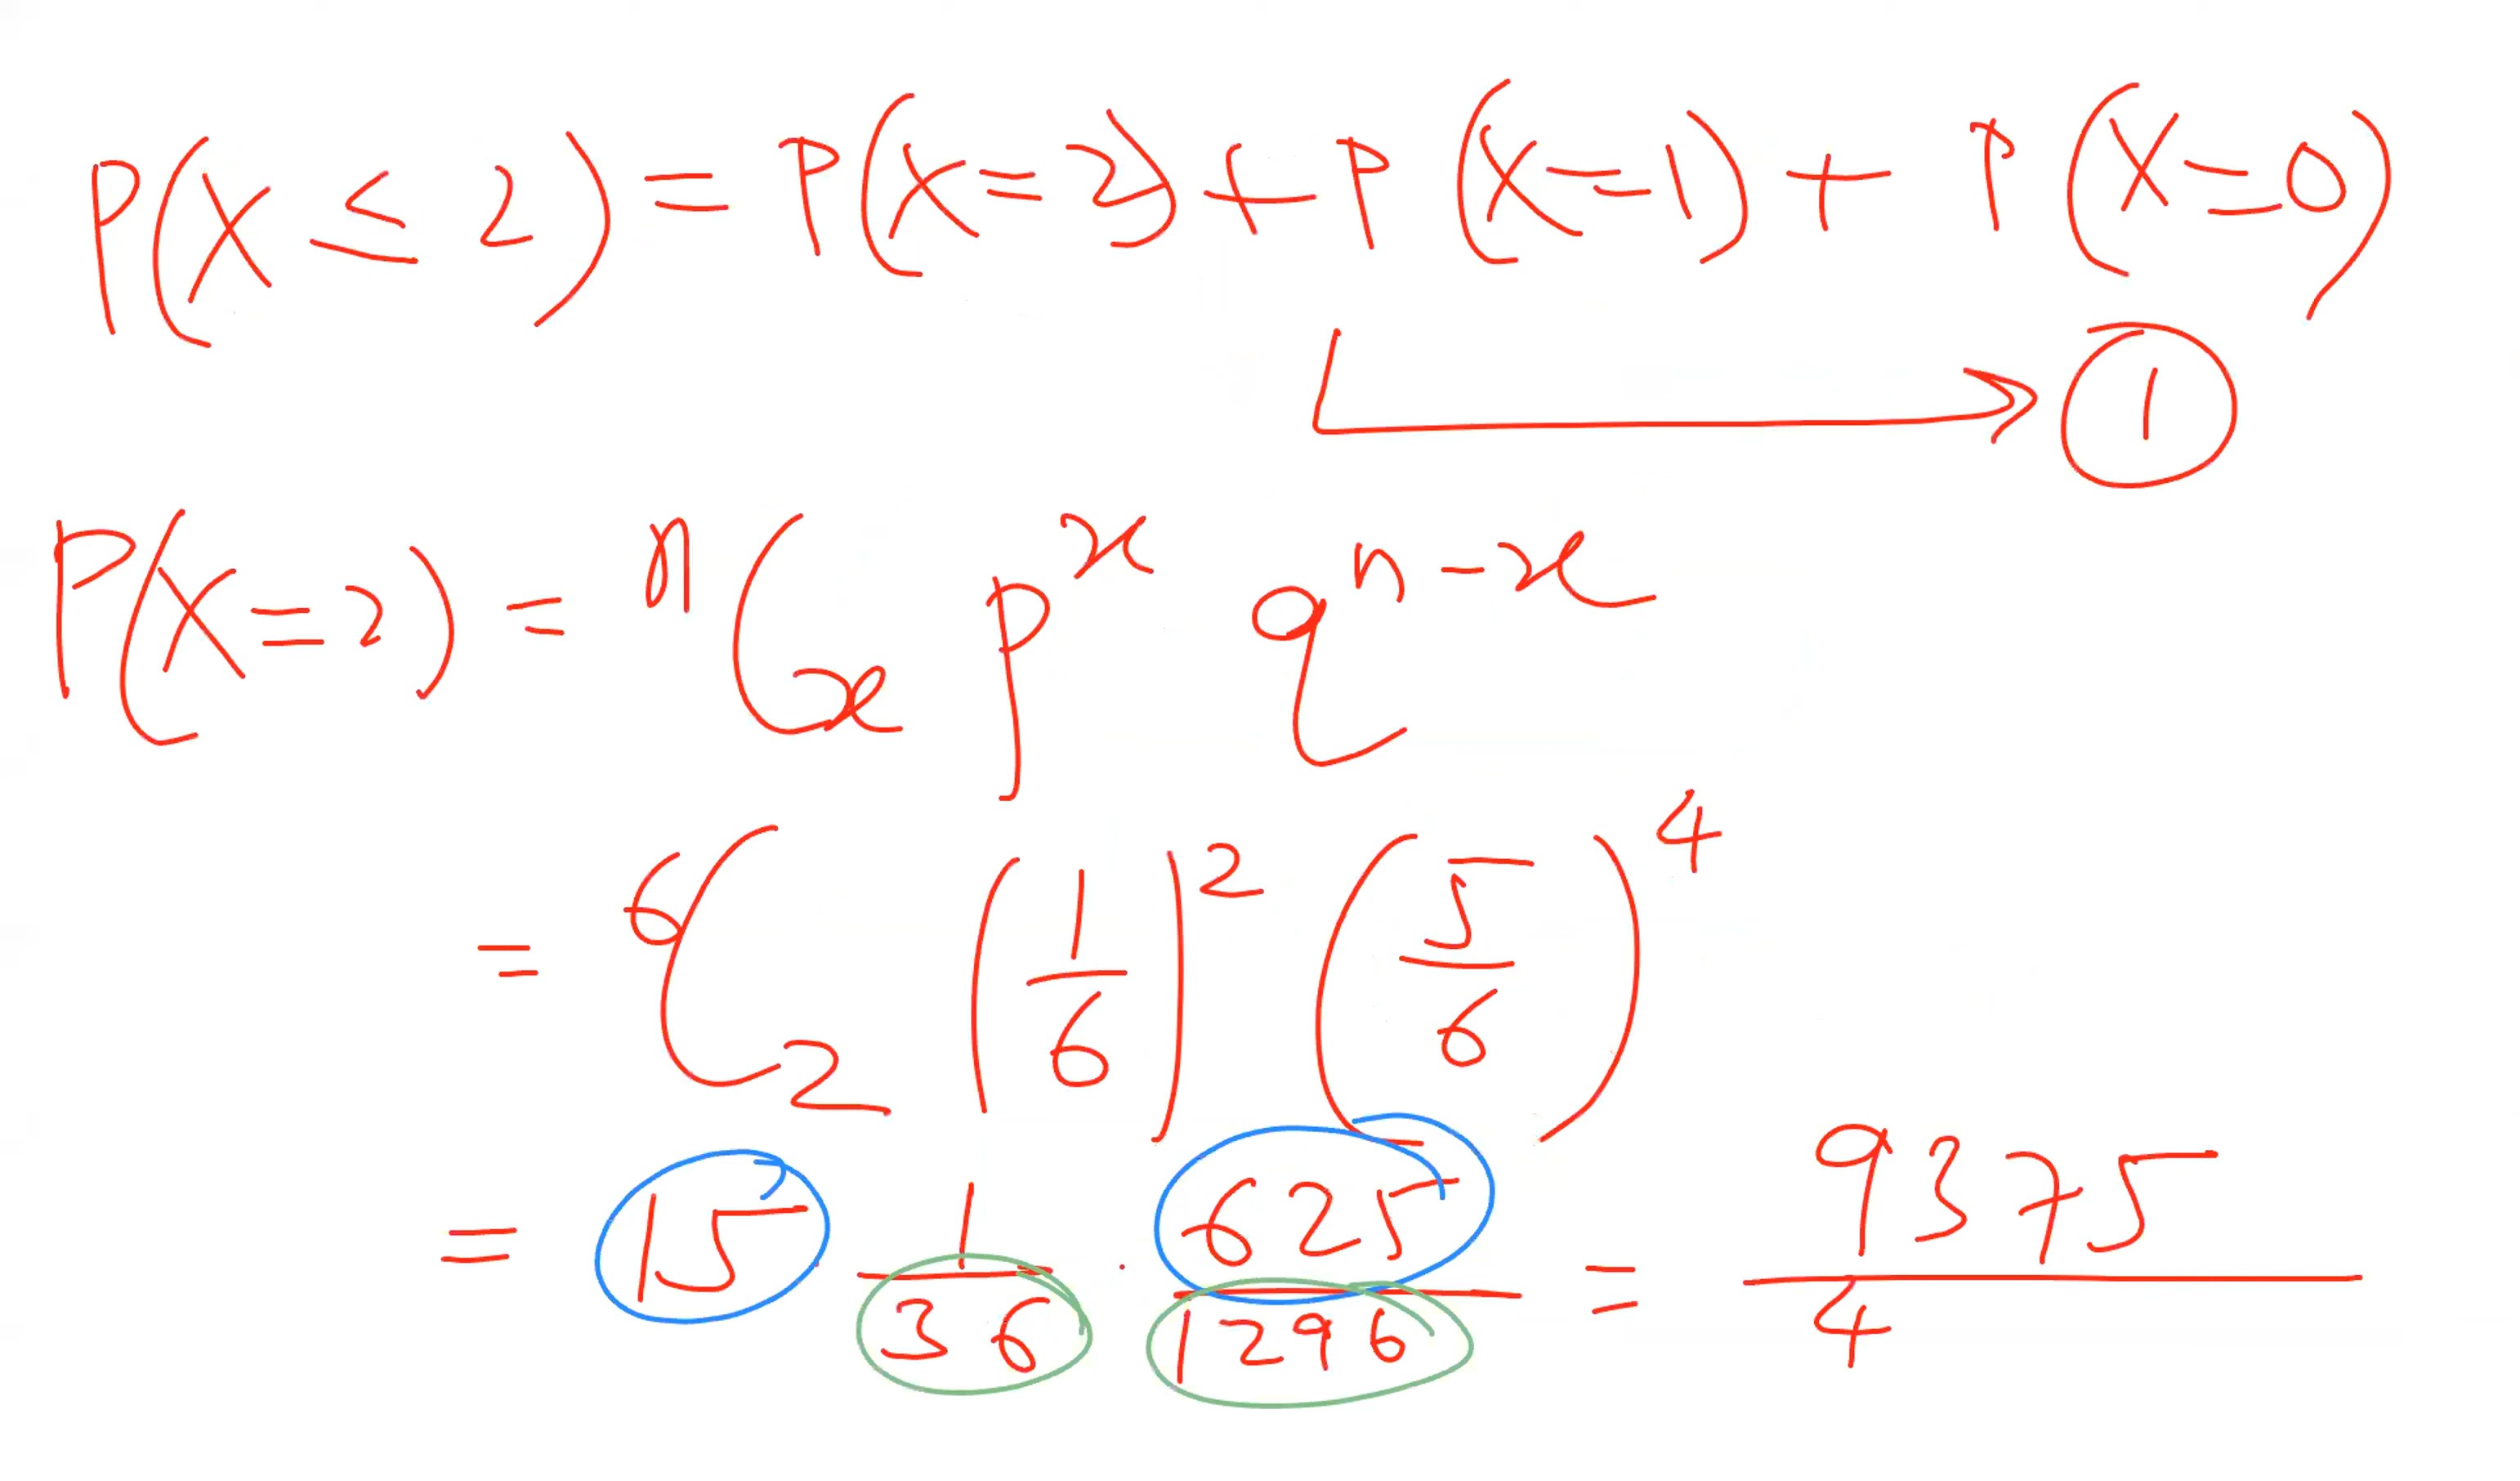 P(X ≤ 2) = P(X=2) + P(X=1) + P(X=0)
→ ①
P(X=2) = ⁿCₓ pˣ qⁿ⁻ˣ
= ⁶C₂ (1/6)² (5/6)⁴
= 15 1/36 · 625/1296 = 9375/4